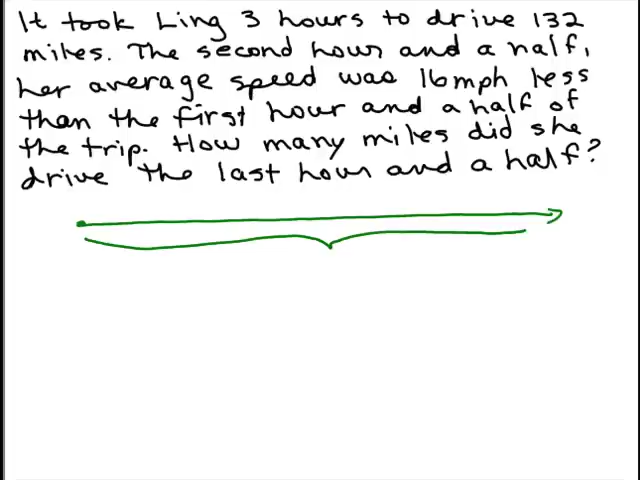 It took Ling 3 hours to drive 132
miles. The second hour and a half,
her average speed was 16mph less
than the first hour and a half of
the trip. How many miles did she
drive the last hour and a half?